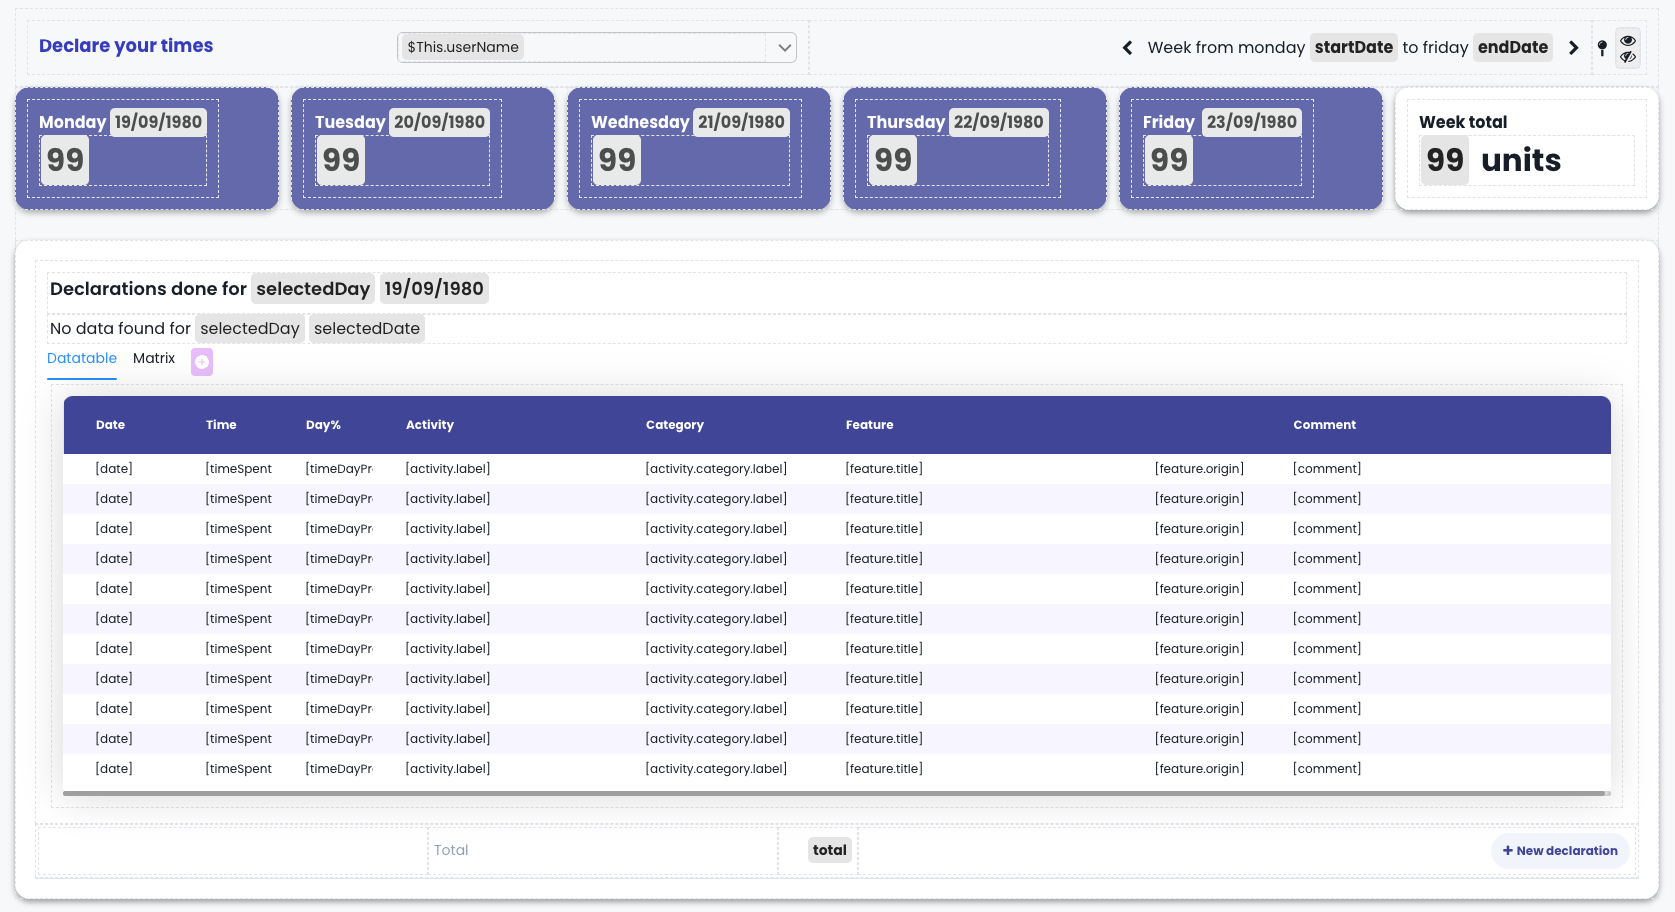 Declare your times
$This.userName
Week from monday startDate to friday endDate
Monday 19/09/1980
99
Tuesday 20/09/1980
99
Wednesday 21/09/1980
99
Thursday 22/09/1980
99
Friday 23/09/1980
99
Week total
99 units
Declarations done for selectedDay 19/09/1980
No data found for selectedDay selectedDate
Datatable Matrix
Date Time Day% Activity Category Feature Comment
[date] [timeSpent [timeDayPr [activity.label] [activity.category.label] [feature.title] [feature.origin] [comment]
[date] [timeSpent [timeDayPr [activity.label] [activity.category.label] [feature.title] [feature.origin] [comment]
[date] [timeSpent [timeDayPr [activity.label] [activity.category.label] [feature.title] [feature.origin] [comment]
[date] [timeSpent [timeDayPr [activity.label] [activity.category.label] [feature.title] [feature.origin] [comment]
[date] [timeSpent [timeDayPr [activity.label] [activity.category.label] [feature.title] [feature.origin] [comment]
[date] [timeSpent [timeDayPr [activity.label] [activity.category.label] [feature.title] [feature.origin] [comment]
[date] [timeSpent [timeDayPr [activity.label] [activity.category.label] [feature.title] [feature.origin] [comment]
[date] [timeSpent [timeDayPr [activity.label] [activity.category.label] [feature.title] [feature.origin] [comment]
[date] [timeSpent [timeDayPr [activity.label] [activity.category.label] [feature.title] [feature.origin] [comment]
[date] [timeSpent [timeDayPr [activity.label] [activity.category.label] [feature.title] [feature.origin] [comment]
[date] [timeSpent [timeDayPr [activity.label] [activity.category.label] [feature.title] [feature.origin] [comment]
Total total + New declaration